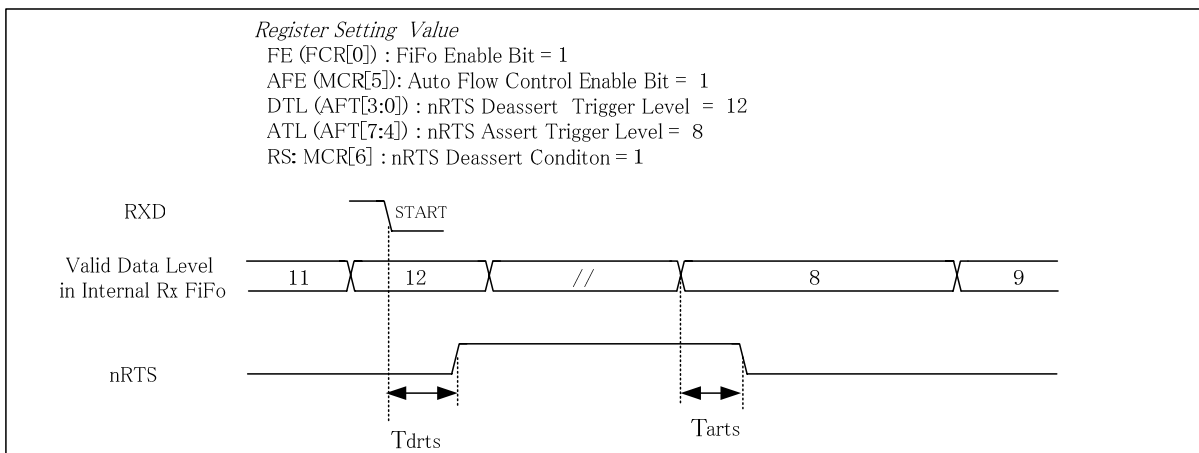 Register Setting Value
FE (FCR[0]) : FiFo Enable Bit = 1
AFE (MCR[5]): Auto Flow Control Enable Bit = 1
DTL (AFT[3:0]) : nRTS Deassert Trigger Level = 12
ATL (AFT[7:4]) : nRTS Assert Trigger Level = 8
RS: MCR[6] : nRTS Deassert Conditon = 1
RXD
START
Valid Data Level
in Internal Rx FiFo
11 12 // 8 9
nRTS
Tdrts
Tarts